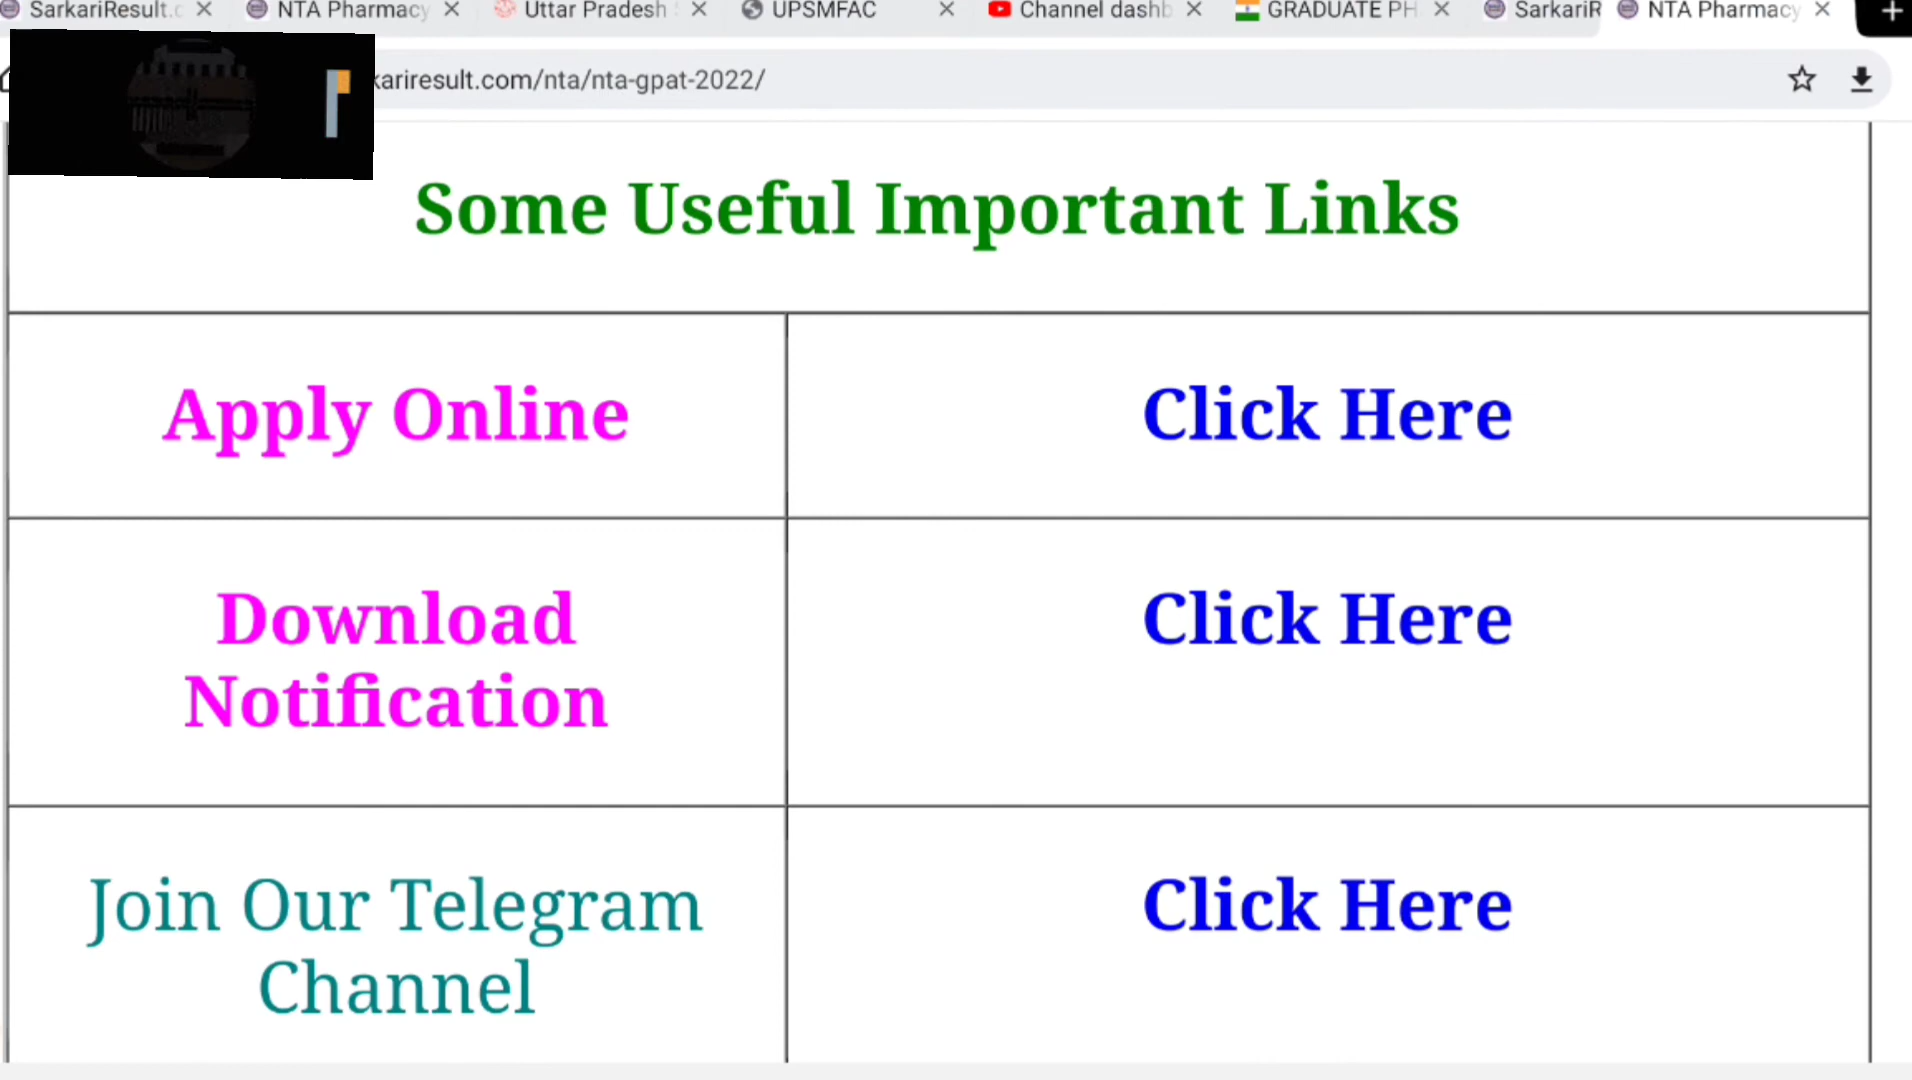 SarkariResult.c NTA Pharmacy Uttar Pradesh UPSMFAC Channel dashb GRADUATE PH SarkariR NTA Pharmacy
kariresult.com/nta/nta-gpat-2022/
Some Useful Important Links
Apply Online Click Here
Download Click Here
Notification
Join Our Telegram Click Here
Channel